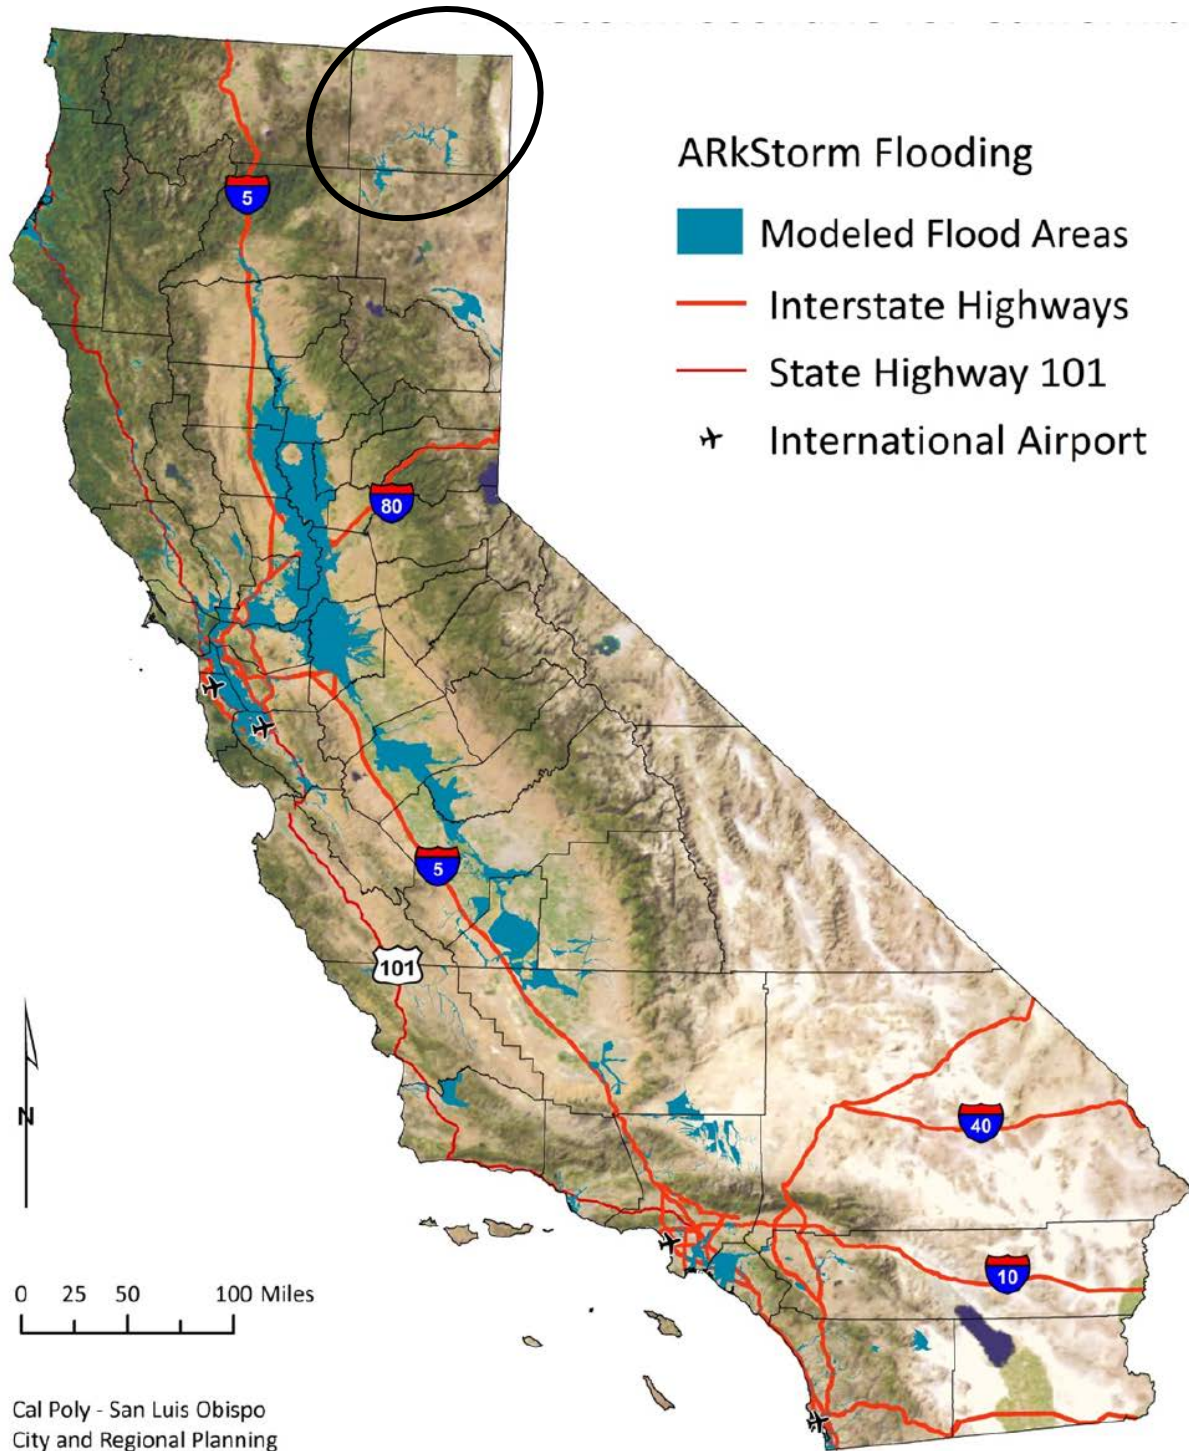 ARkStorm Flooding
Modeled Flood Areas
Interstate Highways
State Highway 101
International Airport
5
80
5
101
40
10
N
0 25 50 100 Miles
Cal Poly - San Luis Obispo
City and Regional Planning